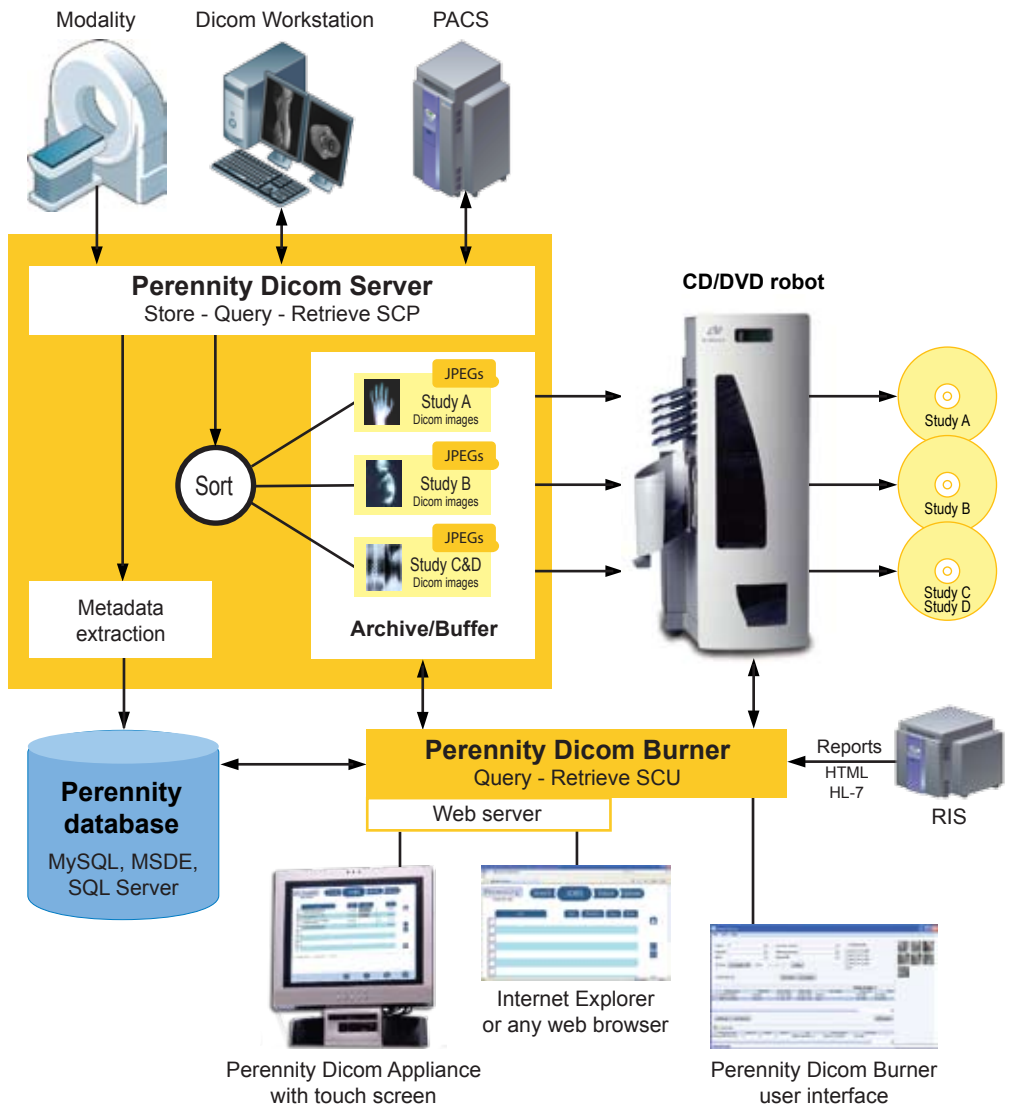 Modality
Dicom Workstation
PACS
Perennity Dicom Server
Store - Query - Retrieve SCP
CD/DVD robot
JPEGs
Study A
Dicom images
Study A
Sort
JPEGs
Study B
Dicom images
Study B
JPEGs
Study C&D
Dicom images
Study C
Study D
Metadata
extraction
Archive/Buffer
Perennity Dicom Burner
Query - Retrieve SCU
Reports
HTML
HL-7
RIS
Web server
Perennity
database
MySQL, MSDE,
SQL Server
Internet Explorer
or any web browser
Perennity Dicom Appliance
with touch screen
Perennity Dicom Burner
user interface